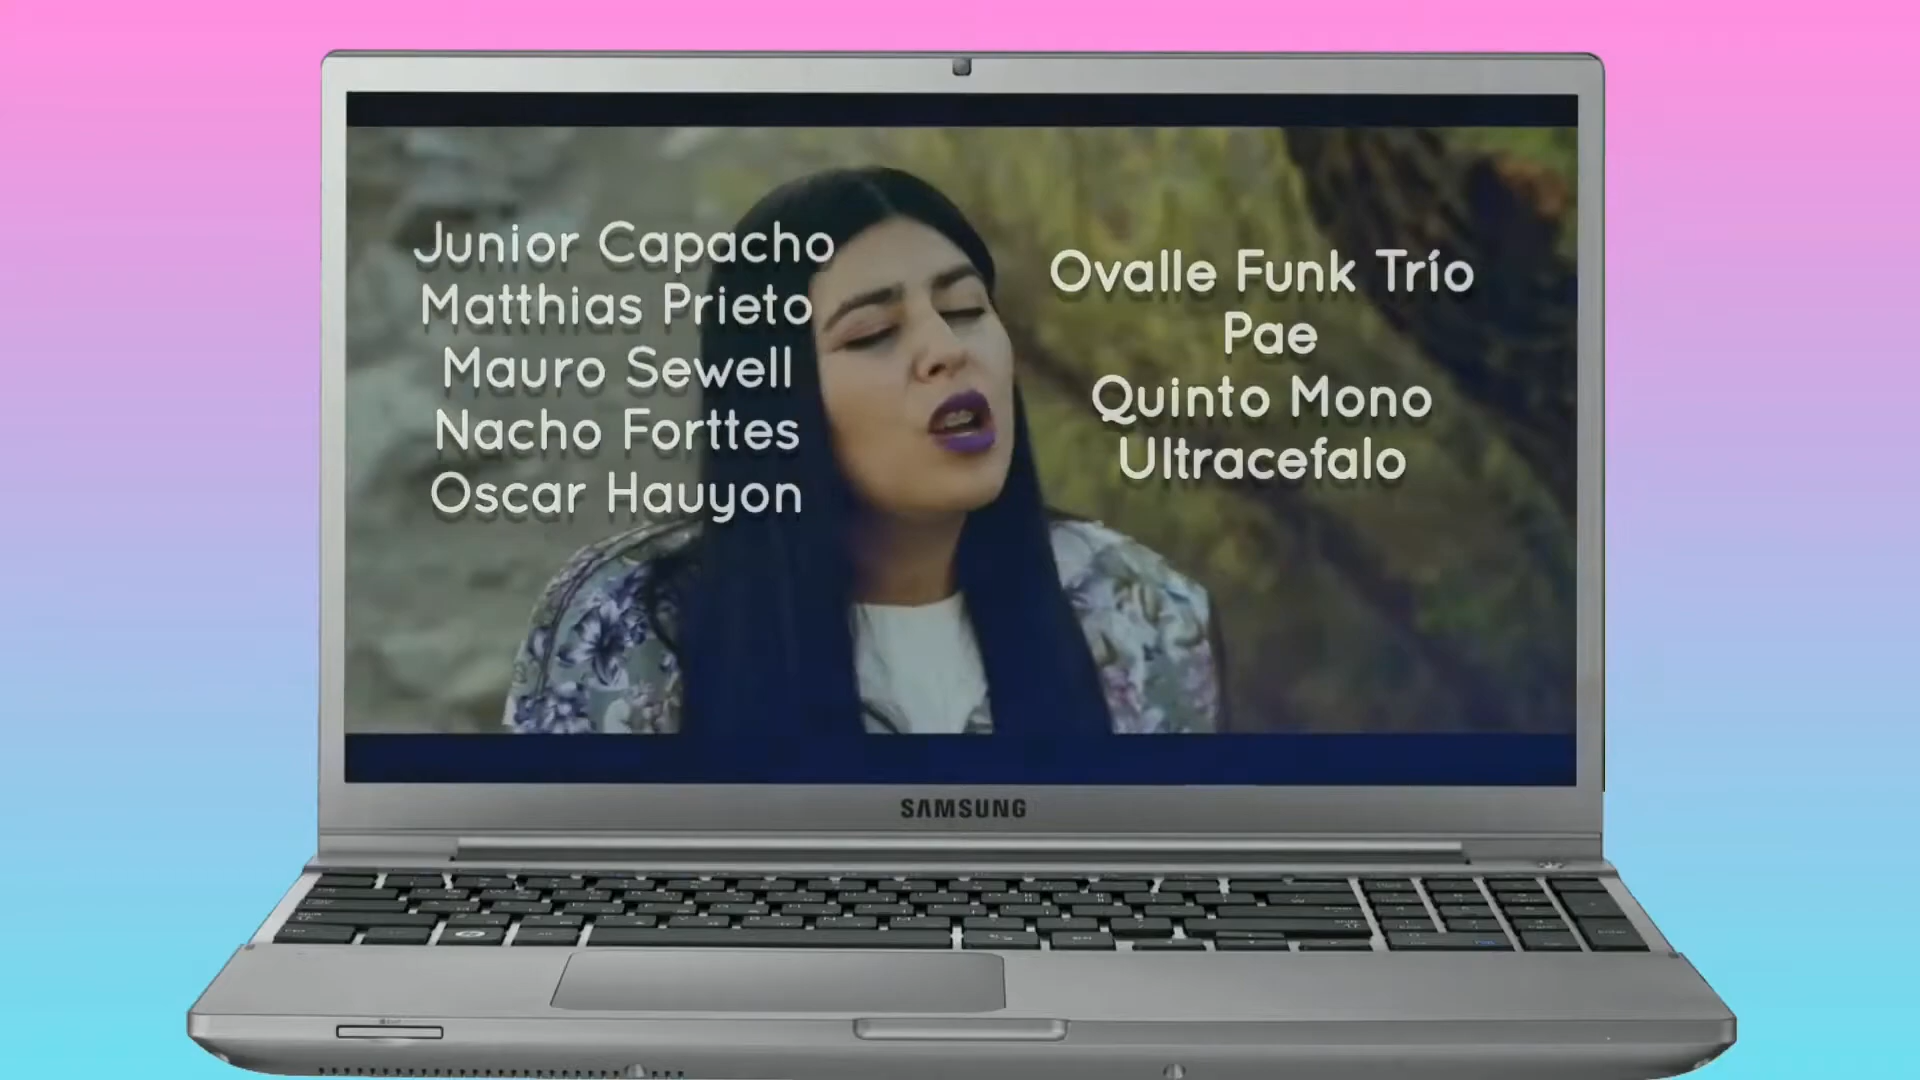 Junior Capacho
Matthias Prieto
Mauro Sewell
Nacho Forttes
Oscar Hauyon
Ovalle Funk Trío
Pae
Quinto Mono
Ultracefalo
SAMSUNG